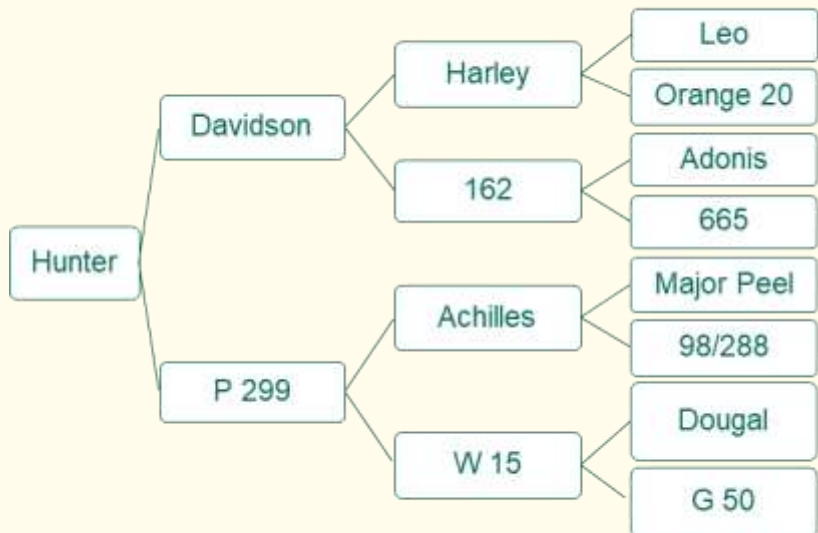 Leo
Harley
Orange 20
Davidson
Adonis
162
665
Hunter
Major Peel
Achilles
98/288
P 299
Dougal
W 15
G 50